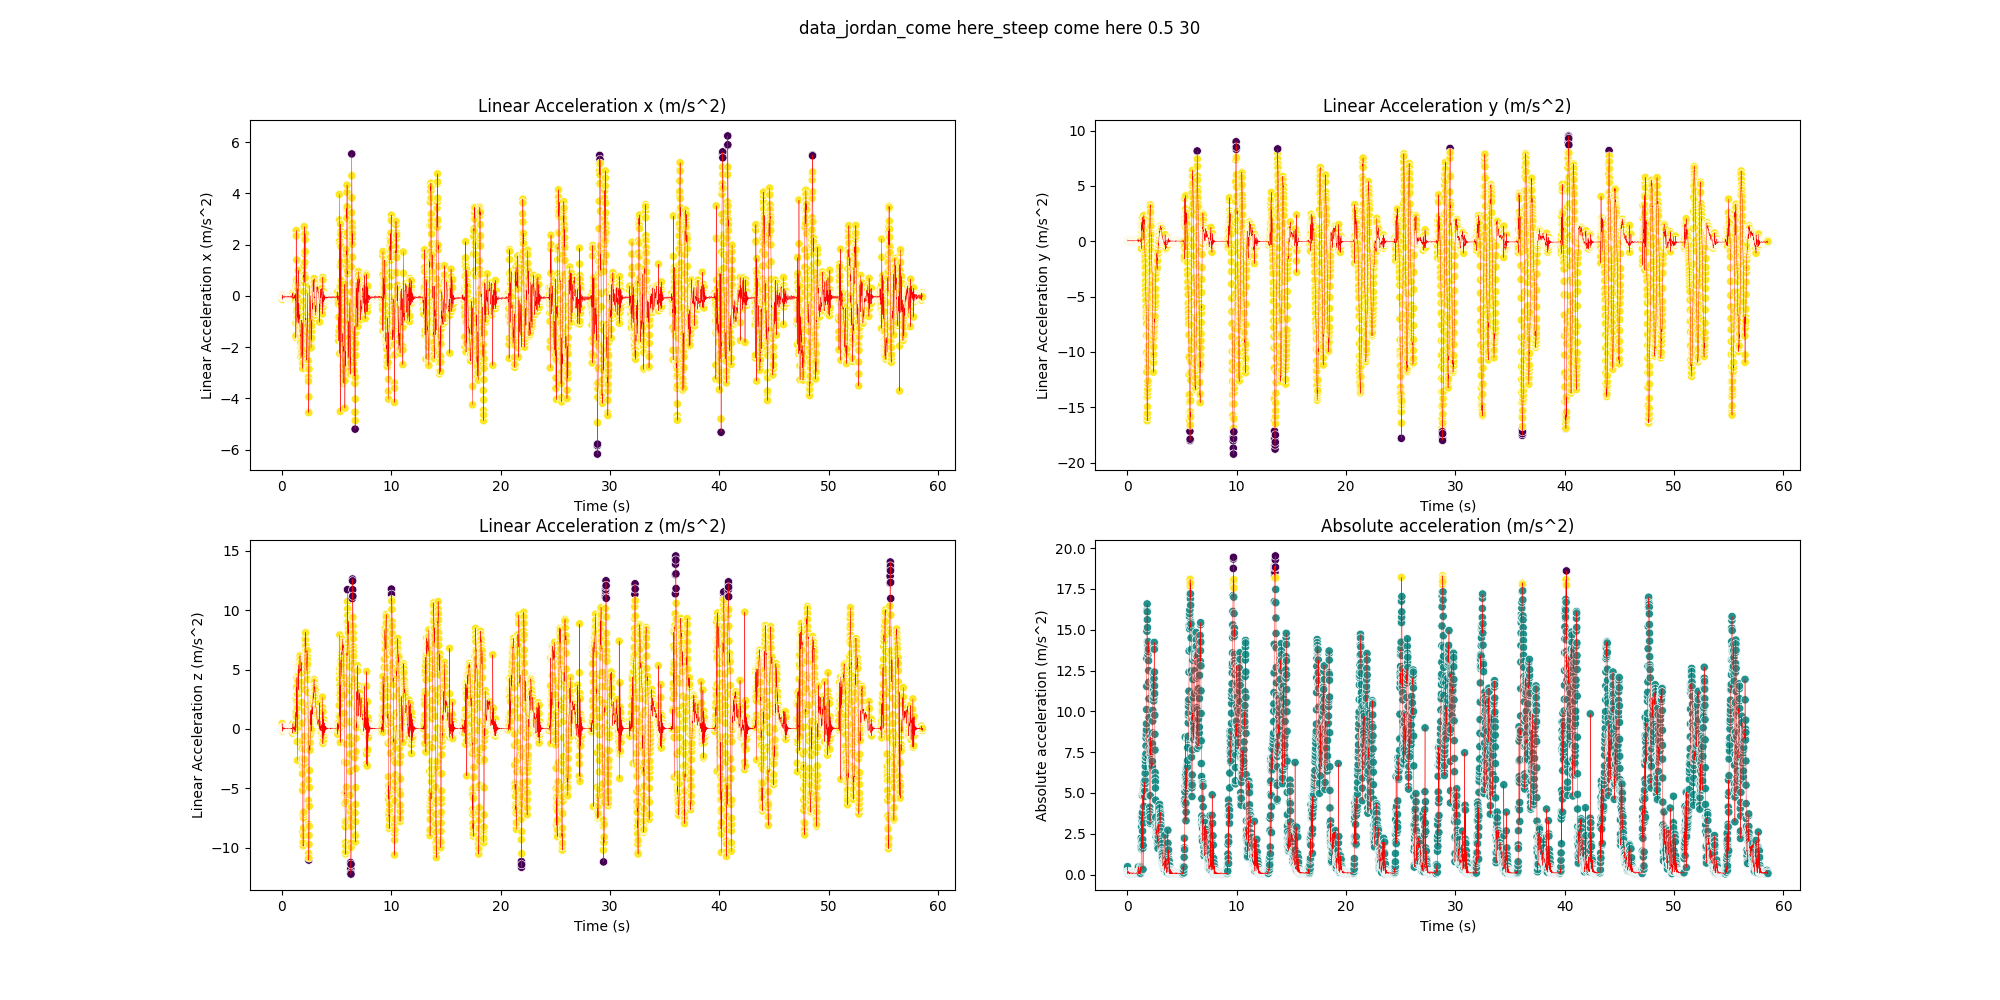 data_jordan_come here_steep come here 0.5 30
Linear Acceleration x (m/s^2)
Linear Acceleration x (m/s^2)
6
4
2
0
−2
−4
−6
0 10 20 30 40 50 60
Time (s)
Linear Acceleration y (m/s^2)
Linear Acceleration y (m/s^2)
10
5
0
−5
−10
−15
−20
0 10 20 30 40 50 60
Time (s)
Linear Acceleration z (m/s^2)
Linear Acceleration z (m/s^2)
15
10
5
0
−5
−10
0 10 20 30 40 50 60
Time (s)
Absolute acceleration (m/s^2)
Absolute acceleration (m/s^2)
20.0
17.5
15.0
12.5
10.0
7.5
5.0
2.5
0.0
0 10 20 30 40 50 60
Time (s)